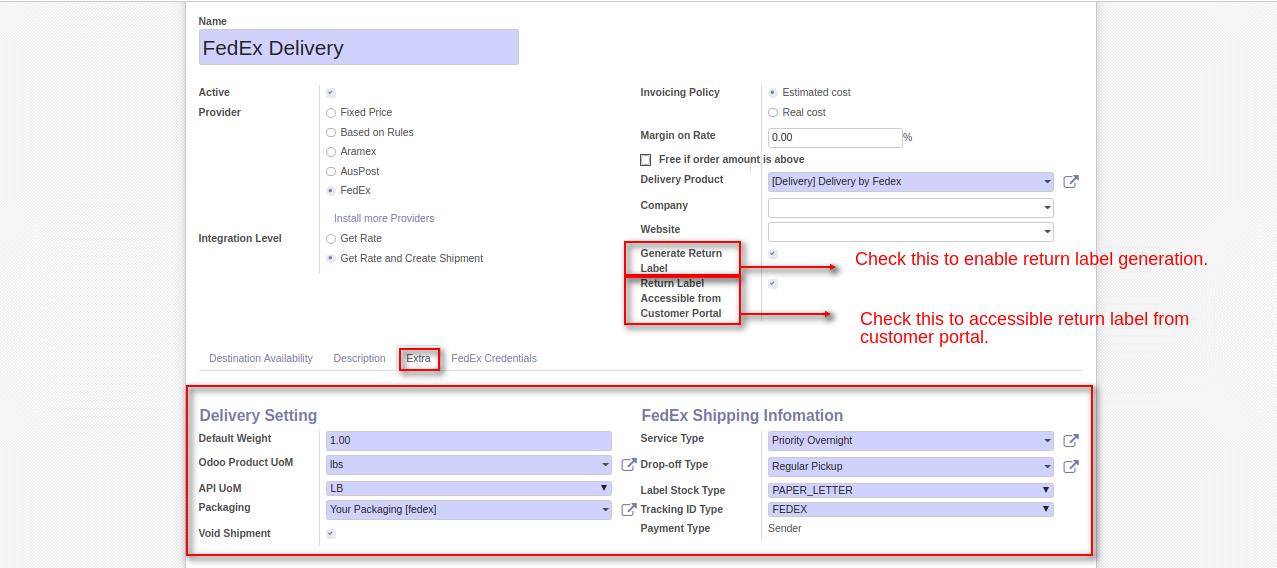 Name
FedEx Delivery
Active
Provider
Fixed Price
Based on Rules
Aramex
AusPost
FedEx
Install more Providers
Integration Level
Get Rate
Get Rate and Create Shipment
Invoicing Policy
Estimated cost
Real cost
Margin on Rate
0.00 %
Free if order amount is above
Delivery Product
[Delivery] Delivery by Fedex
Company
Website
Generate Return
Label
Check this to enable return label generation.
Return Label
Accessible from
Customer Portal
Check this to accessible return label from
customer portal.
Destination Availability Description Extra FedEx Credentials
Delivery Setting
Default Weight 1.00
Odoo Product UoM lbs
API UoM LB
Packaging Your Packaging [fedex]
Void Shipment
FedEx Shipping Infomation
Service Type Priority Overnight
Drop-off Type Regular Pickup
Label Stock Type PAPER_LETTER
Tracking ID Type FEDEX
Payment Type Sender